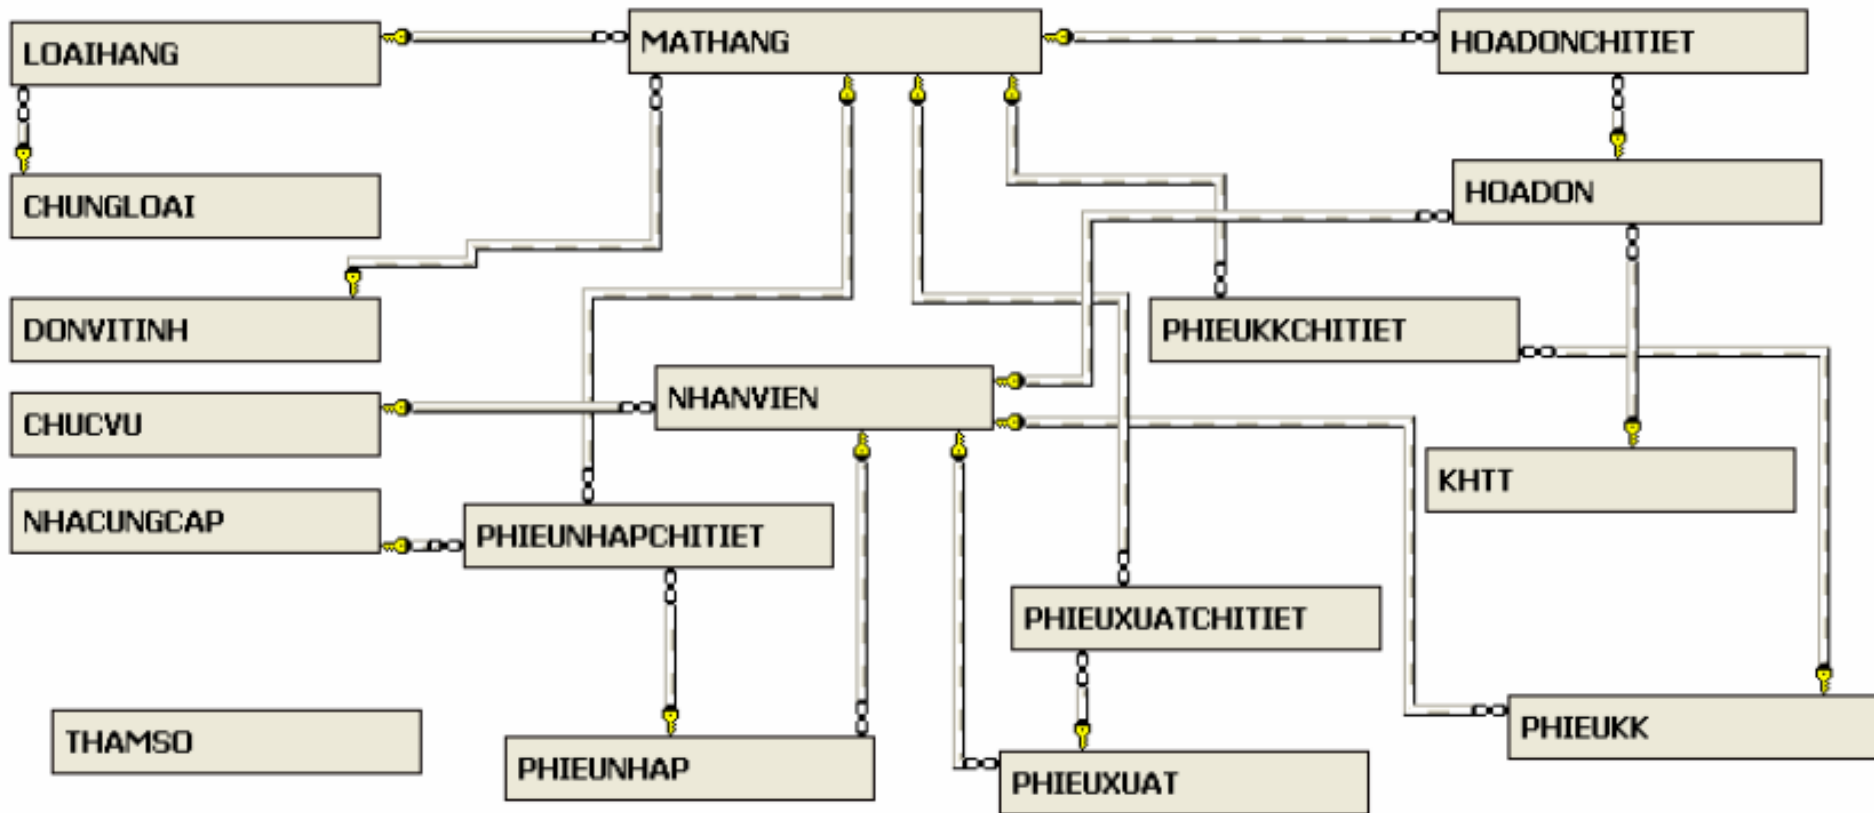 LOAIHANG
MATHANG
HOADONCHITIET
CHUNGLOAI
HOADON
DONVITINH
PHIEUKKCHITIET
NHANVIEN
CHUCVU
KHTT
NHACUNGCAP
PHIEUNHAPCHITIET
PHIEUXUATCHITIET
THAMSO
PHIEUNHAP
PHIEUXUAT
PHIEUKK